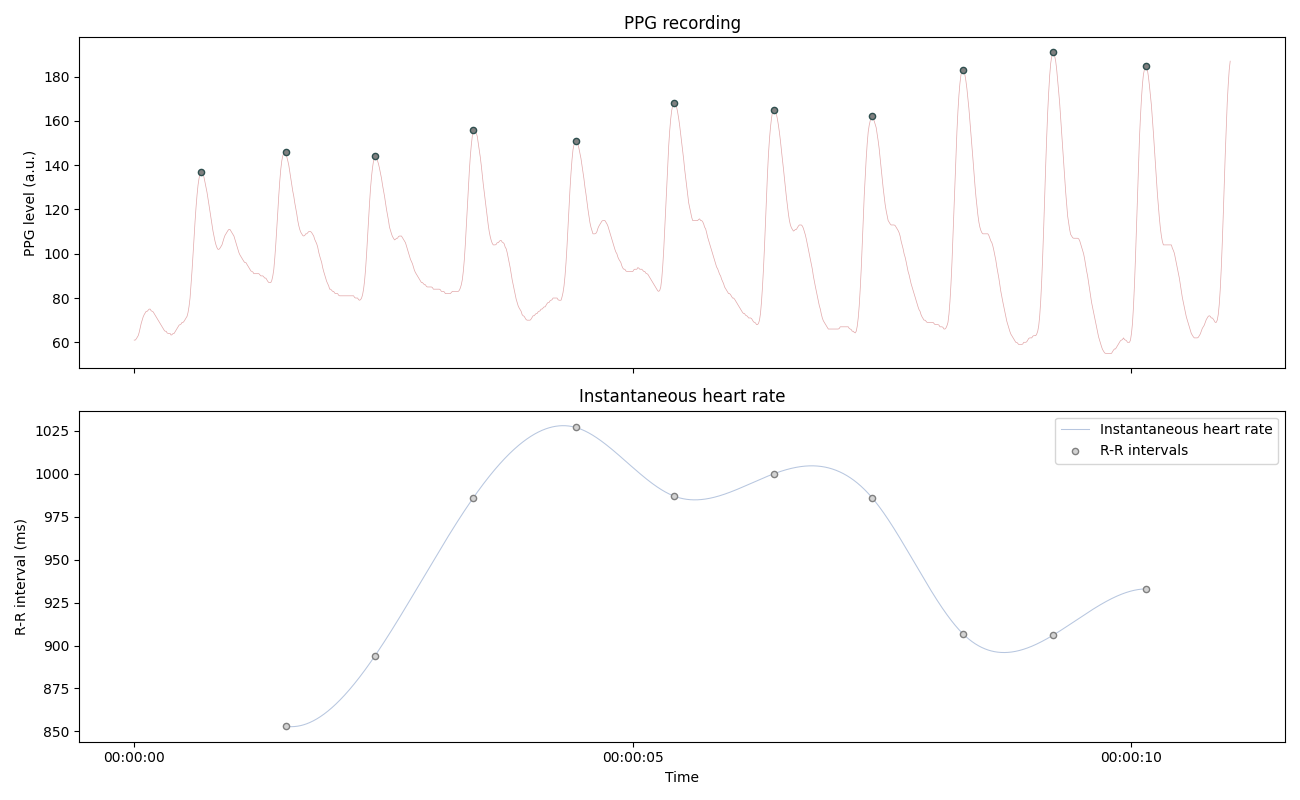 PPG recording
PPG level (a.u.)
180
160
140
120
100
80
60
Instantaneous heart rate
R-R interval (ms)
1025
1000
975
950
925
900
875
850
Instantaneous heart rate
R-R intervals
00:00:00
00:00:05
00:00:10
Time